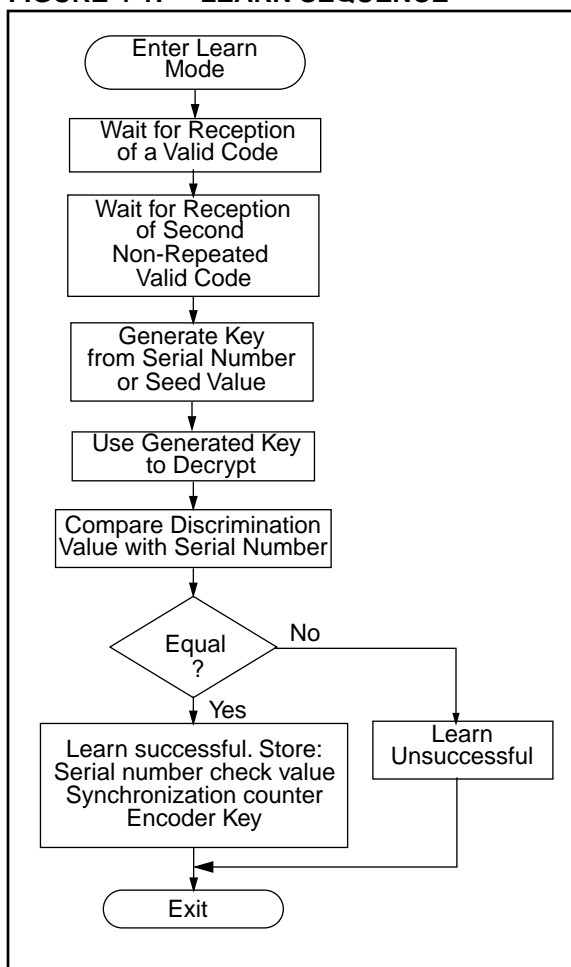 Enter Learn
Mode
Wait for Reception
of a Valid Code
Wait for Reception
of Second
Non-Repeated
Valid Code
Generate Key
from Serial Number
or Seed Value
Use Generated Key
to Decrypt
Compare Discrimination
Value with Serial Number
Equal
?
No
Yes
Learn successful. Store:
Serial number check value
Synchronization counter
Encoder Key
Learn
Unsuccessful
Exit